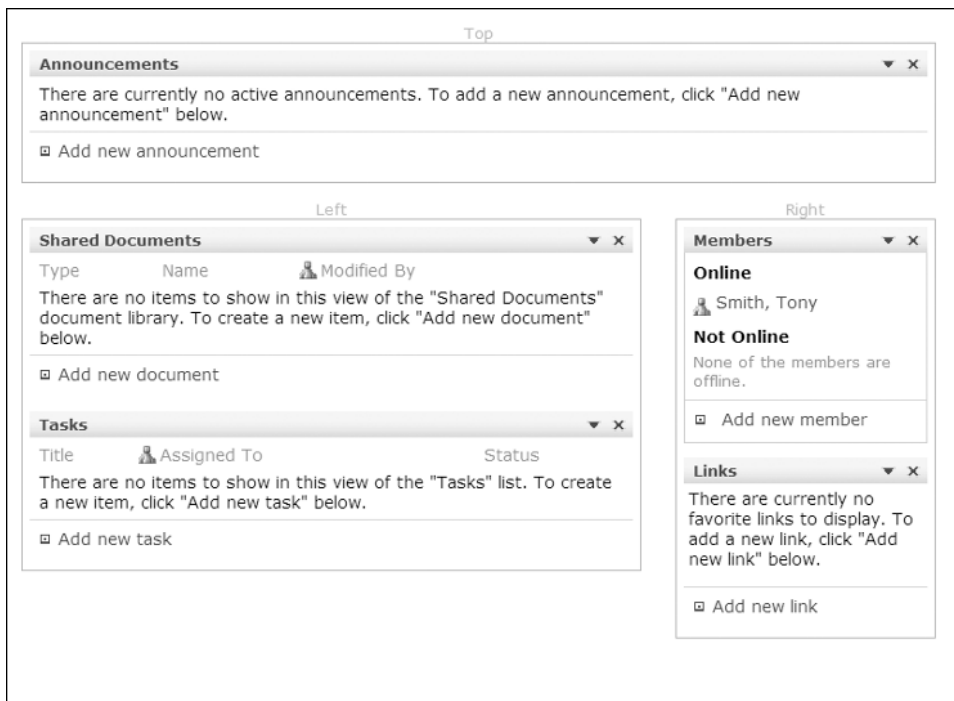 Top
Announcements
There are currently no active announcements. To add a new announcement, click "Add new
announcement" below.
Add new announcement
Left
Shared Documents
Type Name Modified By
There are no items to show in this view of the "Shared Documents"
document library. To create a new item, click "Add new document"
below.
Add new document
Tasks
Title Assigned To Status
There are no items to show in this view of the "Tasks" list. To create
a new item, click "Add new task" below.
Add new task
Right
Members
Online
Smith, Tony
Not Online
None of the members are
offline.
Add new member
Links
There are currently no
favorite links to display. To
add a new link, click "Add
new link" below.
Add new link